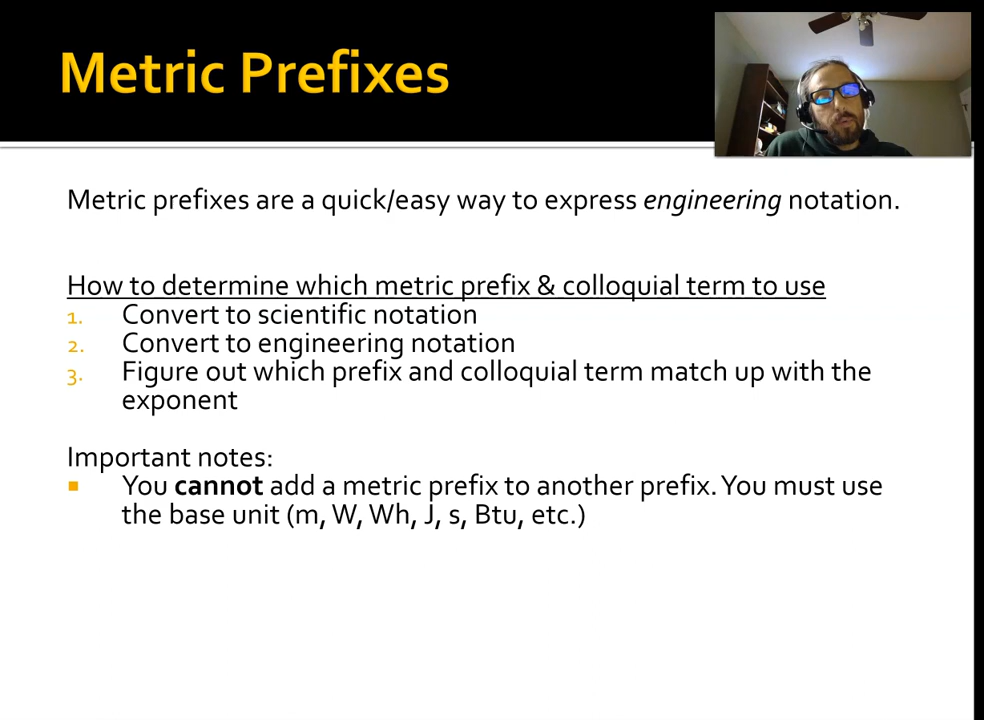 Metric Prefixes
Metric prefixes are a quick/easy way to express engineering notation.
How to determine which metric prefix & colloquial term to use
1. Convert to scientific notation
2. Convert to engineering notation
3. Figure out which prefix and colloquial term match up with the
exponent
Important notes:
▪ You cannot add a metric prefix to another prefix. You must use
the base unit (m, W, Wh, J, s, Btu, etc.)